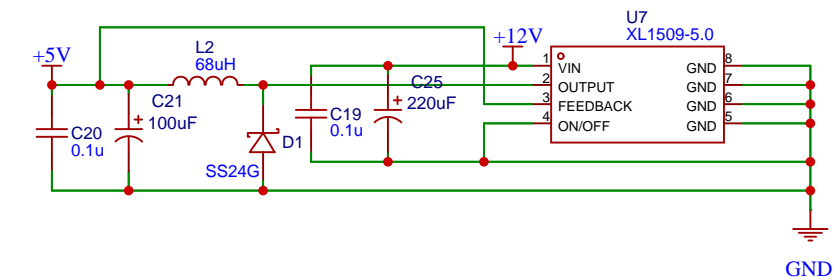 U7
XL1509-5.0
+12V
+5V
L2
68uH
1
VIN
GND
8
2
OUTPUT
GND
7
3
FEEDBACK
GND
6
4
ON/OFF
GND
5
C21
100uF
C20
0.1u
D1
SS24G
C19
0.1u
C25
220uF
+
+
GND